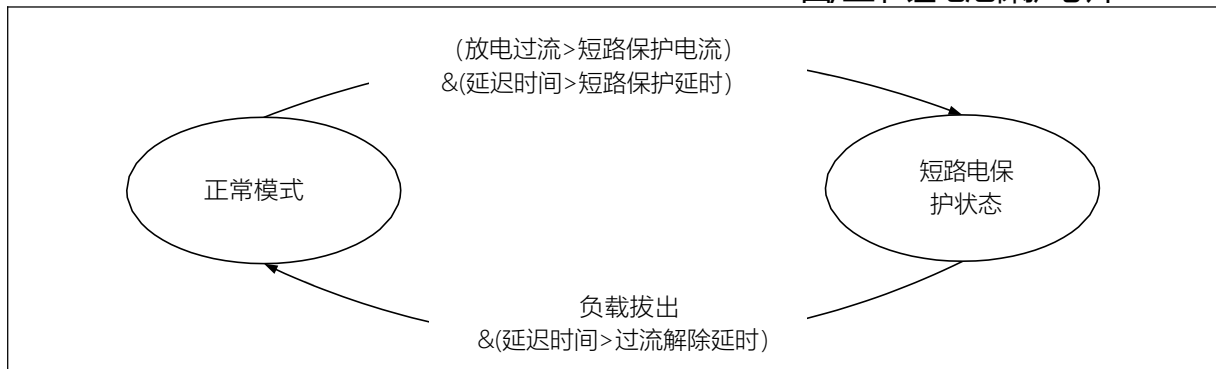 (放电过流>短路保护电流)
&(延迟时间>短路保护延时)
正常模式
短路电保
护状态
负载拔出
&(延迟时间>过流解除延时)